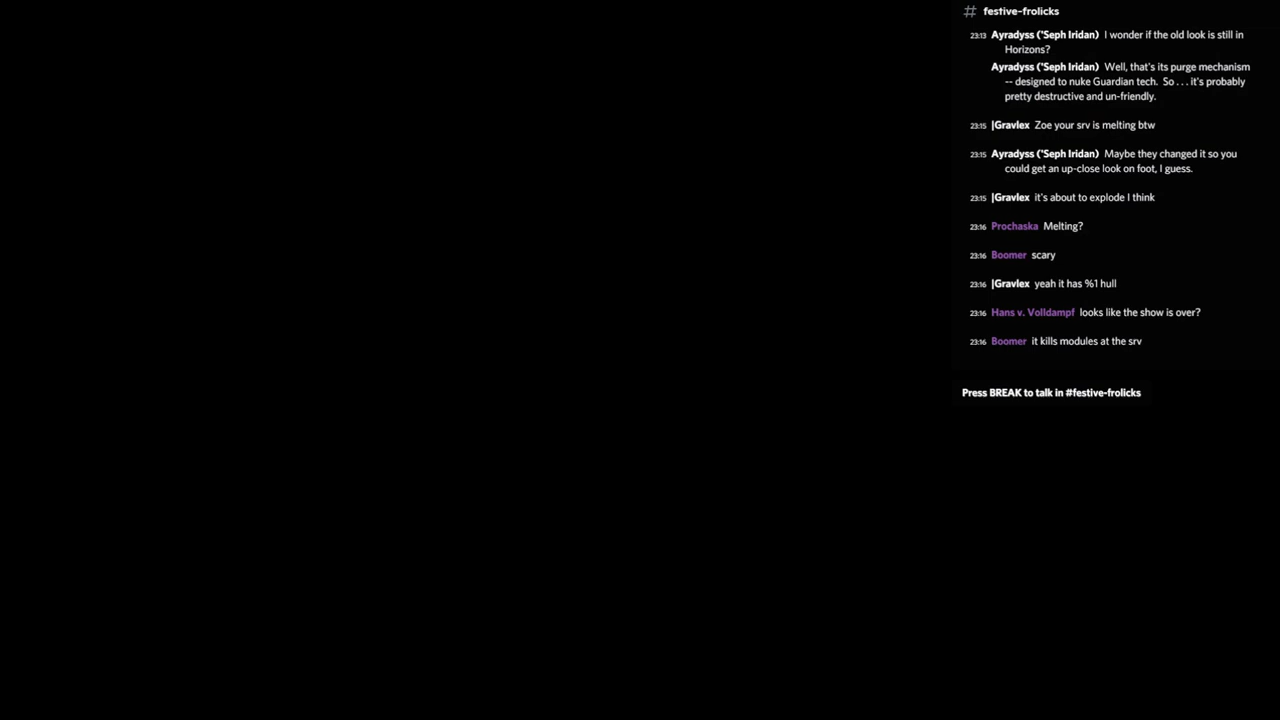 # festive-frolicks
23:13 Ayradyss ('Seph Iridan) I wonder if the old look is still in
Horizons?
Ayradyss ('Seph Iridan) Well, that's its purge mechanism
-- designed to nuke Guardian tech. So . . . it's probably
pretty destructive and un-friendly.
23:15 |Gravlex Zoe your srv is melting btw
23:15 Ayradyss ('Seph Iridan) Maybe they changed it so you
could get an up-close look on foot, I guess.
23:15 |Gravlex it's about to explode I think
23:16 Prochaska Melting?
23:16 Boomer scary
23:16 |Gravlex yeah it has %1 hull
23:16 Hans v. Volldampf looks like the show is over?
23:16 Boomer it kills modules at the srv
Press BREAK to talk in #festive-frolicks